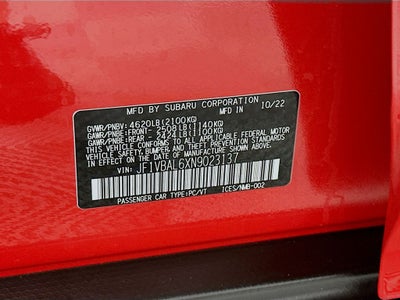 MFD BY SUBARU CORPORATION 10/22
GVWR/PNBV: 4620LB(2100KG)
GAWR/PNBE:FRONT- 2508LB(1140KG)
GAWR/PNBE:REAR - 2424LB(1100KG)
THIS VEHICLE CONFORMS TO ALL APPLICABLE FEDERAL MOTOR
VEHICLE SAFETY, BUMPER AND THEFT PREVENTION STANDARDS
IN EFFECT ON THE DATE OF MANUFACTURE SHOWN ABOVE.
VIN: JF1VBAL6XN9023137
PASSENGER CAR TYPE:PC/VT ICES/NMB-002